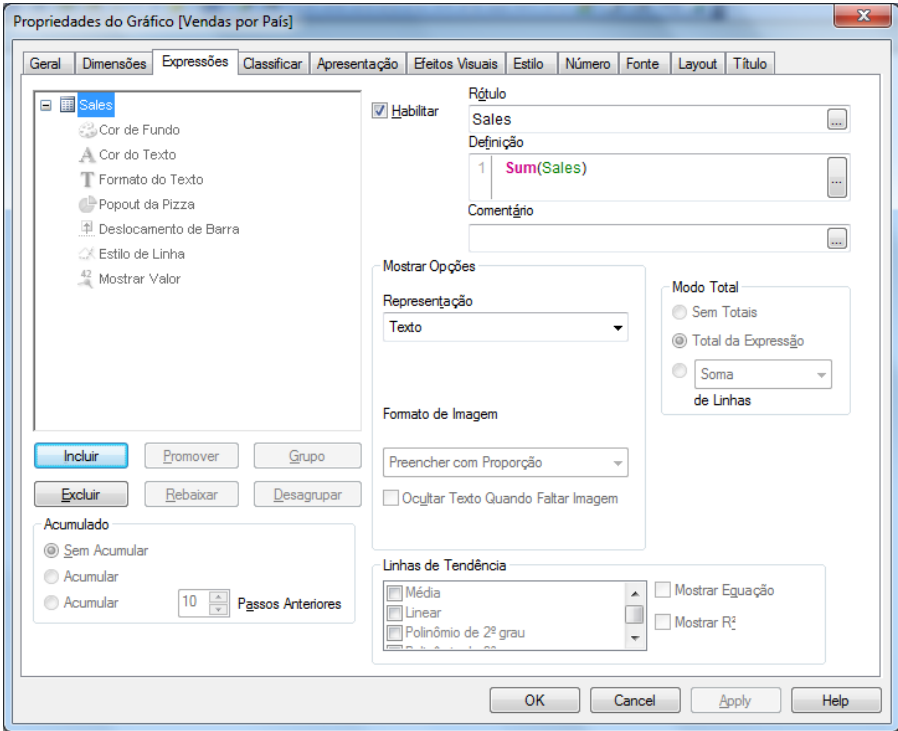 Propriedades do Gráfico [Vendas por País]
Geral Dimensões Expressões Classificar Apresentação Efeitos Visuais Estilo Número Fonte Layout Título
Sales
Cor de Fundo
Cor do Texto
Formato do Texto
Popout da Pizza
Deslocamento de Barra
Estilo de Linha
42 Mostrar Valor
Incluir Promover Grupo
Excluir Rebaixar Desagrupar
Acumulado
Sem Acumular
Acumular
Acumular 10 Passos Anteriores
Habilitar
Rótulo
Sales ...
Definição
1 Sum(Sales) ...
Comentário
...
Mostrar Opções
Representação
Texto
Formato de Imagem
Preencher com Proporção
Ocultar Texto Quando Faltar Imagem
Modo Total
Sem Totais
Total da Expressão
Soma
de Linhas
Linhas de Tendência
Média
Linear
Polinômio de 2º grau
Mostrar Equação
Mostrar R²
OK Cancel Apply Help